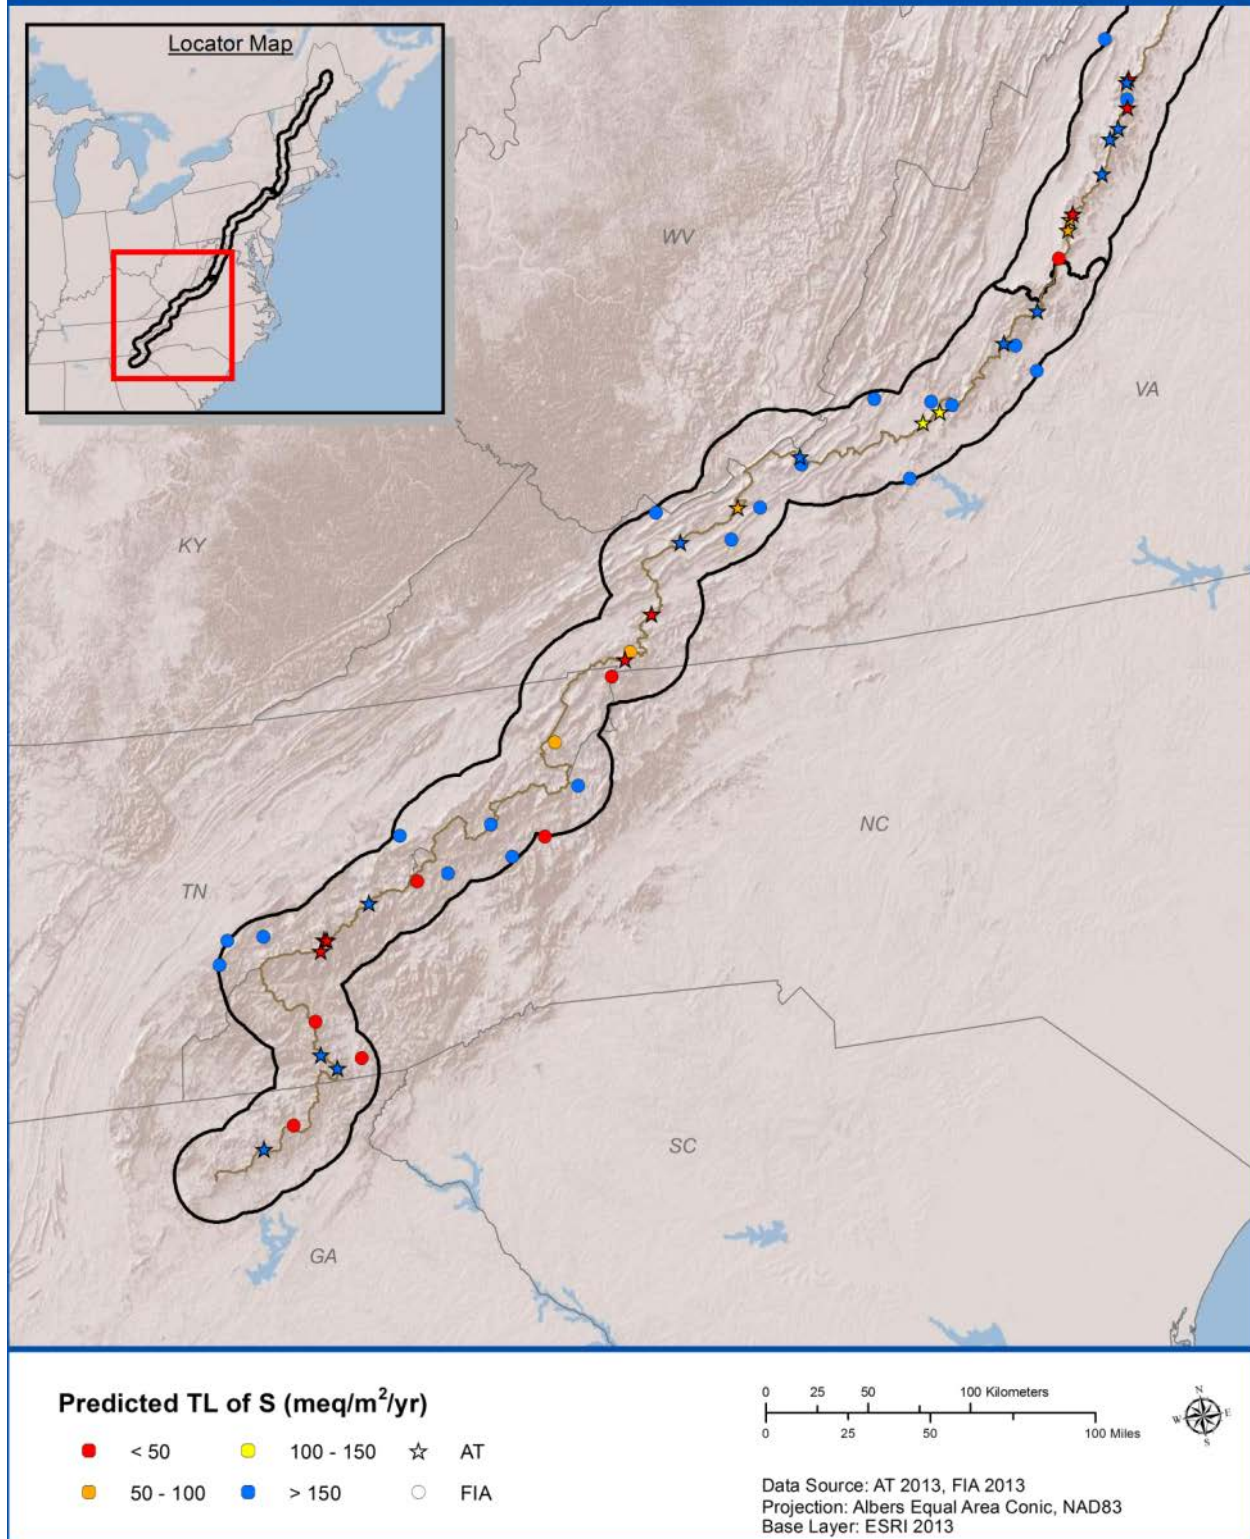 Locator Map
WV
VA
KY
NC
TN
SC
GA
Predicted TL of S (meq/m²/yr)
< 50
100 - 150
AT
50 - 100
> 150
FIA
0 25 50 100 Kilometers
0 25 50 100 Miles
N
W E
S
Data Source: AT 2013, FIA 2013
Projection: Albers Equal Area Conic, NAD83
Base Layer: ESRI 2013